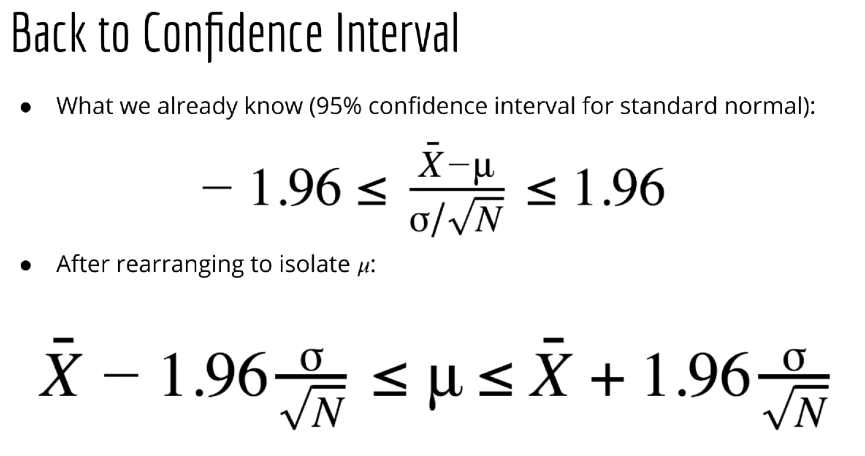 Back to Confidence Interval
● What we already know (95% confidence interval for standard normal):
− 1.96 ≤ (X̄−μ)/(σ/√N) ≤ 1.96
● After rearranging to isolate μ:
X̄ − 1.96 σ/√N ≤ μ ≤ X̄ + 1.96 σ/√N